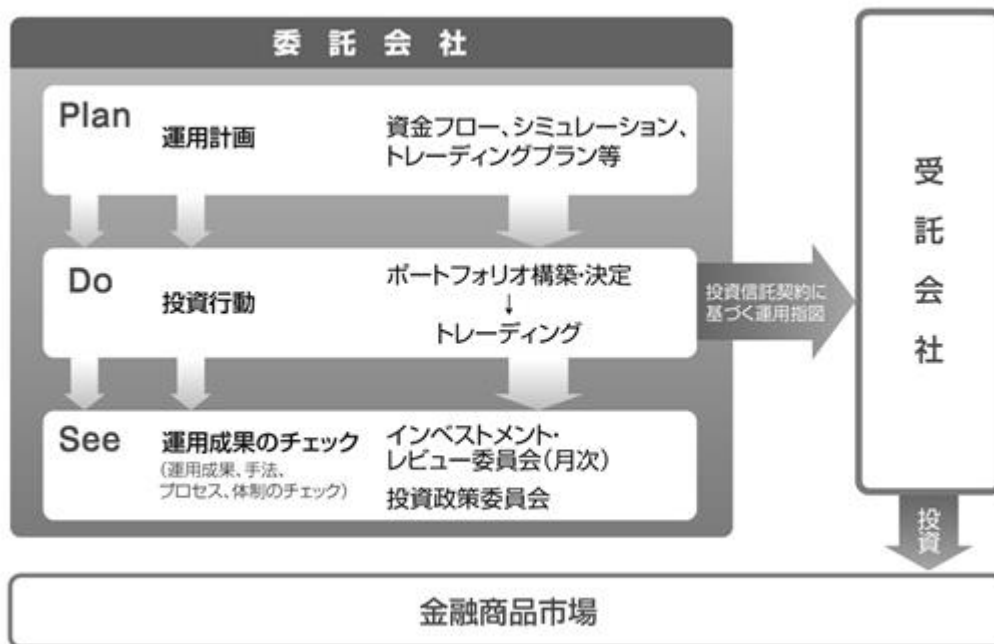 委託会社
Plan
運用計画
資金フロー、シミュレーション、
トレーディングプラン等
Do
投資行動
ポートフォリオ構築・決定
↓
トレーディング
投資信託契約に
基づく運用指図
See
運用成果のチェック
(運用成果、手法、
プロセス、体制のチェック)
インベストメント・
レビュー委員会(月次)
投資政策委員会
受託会社
投資
金融商品市場